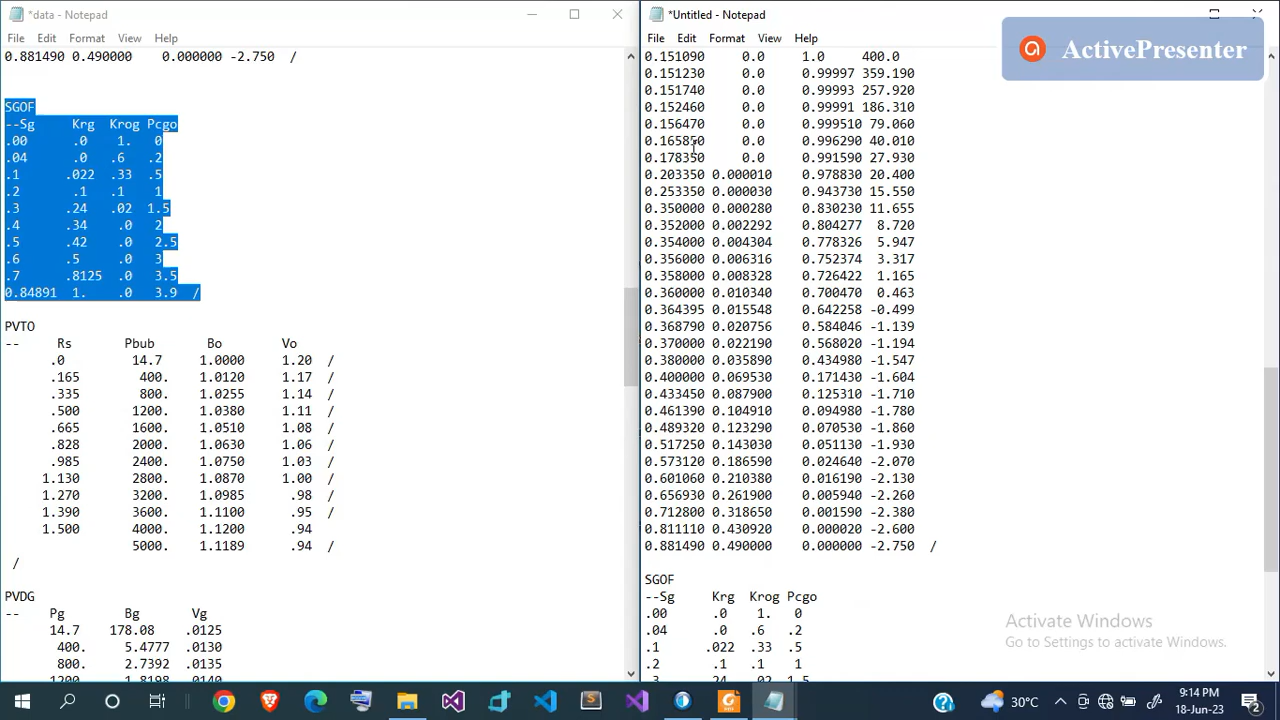 *data - Notepad
File Edit Format View Help
0.881490 0.490000 0.000000 -2.750 /
SGOF
--Sg Krg Krog Pcgo
.00 .0 1. 0
.04 .0 .6 .2
.1 .022 .33 .5
.2 .1 .1 1
.3 .24 .02 1.5
.4 .34 .0 2
.5 .42 .0 2.5
.6 .5 .0 3
.7 .8125 .0 3.5
0.84891 1. .0 3.9 /
PVTO
-- Rs Pbub Bo Vo
.0 14.7 1.0000 1.20 /
.165 400. 1.0120 1.17 /
.335 800. 1.0255 1.14 /
.500 1200. 1.0380 1.11 /
.665 1600. 1.0510 1.08 /
.828 2000. 1.0630 1.06 /
.985 2400. 1.0750 1.03 /
1.130 2800. 1.0870 1.00 /
1.270 3200. 1.0985 .98 /
1.390 3600. 1.1100 .95 /
1.500 4000. 1.1200 .94
5000. 1.1189 .94 /
/
PVDG
-- Pg Bg Vg
14.7 178.08 .0125
400. 5.4777 .0130
800. 2.7392 .0135
1200 1.8198 .0140
*Untitled - Notepad
File Edit Format View Help
ActivePresenter
0.151090 0.0 1.0 400.0
0.151230 0.0 0.99997 359.190
0.151740 0.0 0.99993 257.920
0.152460 0.0 0.99991 186.310
0.156470 0.0 0.999510 79.060
0.165850 0.0 0.996290 40.010
0.178350 0.0 0.991590 27.930
0.203350 0.000010 0.978830 20.400
0.253350 0.000030 0.943730 15.550
0.350000 0.000280 0.830230 11.655
0.352000 0.002292 0.804277 8.720
0.354000 0.004304 0.778326 5.947
0.356000 0.006316 0.752374 3.317
0.358000 0.008328 0.726422 1.165
0.360000 0.010340 0.700470 0.463
0.364395 0.015548 0.642258 -0.499
0.368790 0.020756 0.584046 -1.139
0.370000 0.022190 0.568020 -1.194
0.380000 0.035890 0.434980 -1.547
0.400000 0.069530 0.171430 -1.604
0.433450 0.087900 0.125310 -1.710
0.461390 0.104910 0.094980 -1.780
0.489320 0.123290 0.070530 -1.860
0.517250 0.143030 0.051130 -1.930
0.573120 0.186590 0.024640 -2.070
0.601060 0.210380 0.016190 -2.130
0.656930 0.261900 0.005940 -2.260
0.712800 0.318650 0.001590 -2.380
0.811110 0.430920 0.000020 -2.600
0.881490 0.490000 0.000000 -2.750 /
SGOF
--Sg Krg Krog Pcgo
.00 .0 1. 0
.04 .0 .6 .2
.1 .022 .33 .5
.2 .1 .1 1
.3 .24 .02 1.5
Activate Windows
Go to Settings to activate Windows.
30°C
9:14 PM
18-Jun-23
2